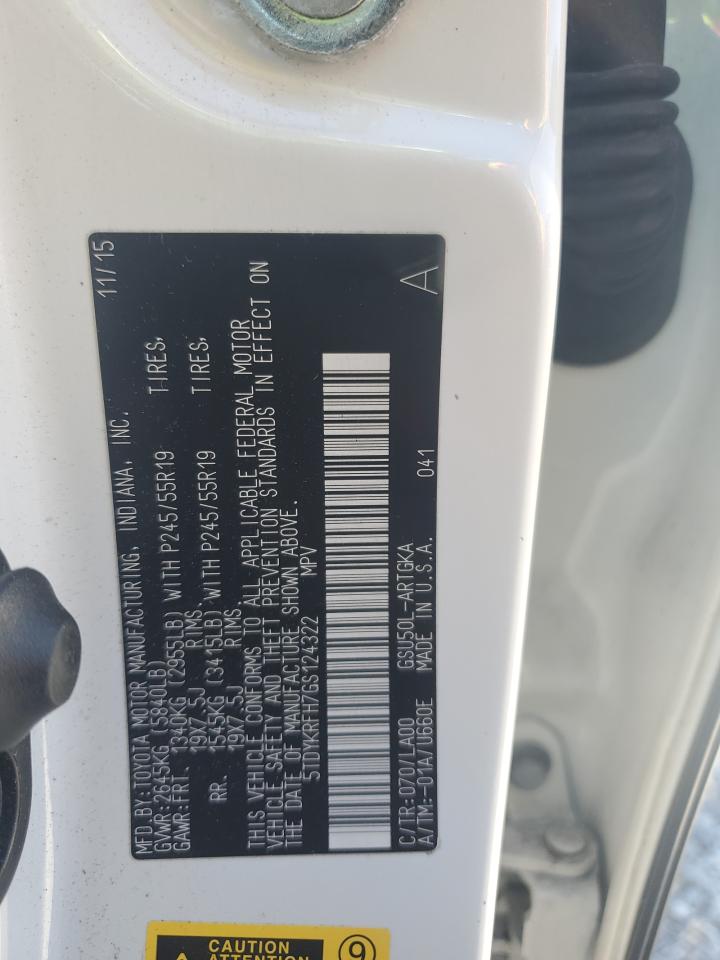 MFD.BY:TOYOTA MOTOR MANUFACTURING, INDIANA, INC. 11/15
GVWR:2645KG (5840LB)
GAWR:FRT. 1340KG (2955LB) WITH P245/55R19 TIRES,
19X7.5J RIMS.
RR. 1545KG (3415LB) WITH P245/55R19 TIRES,
19X7.5J RIMS.
THIS VEHICLE CONFORMS TO ALL APPLICABLE FEDERAL MOTOR
VEHICLE SAFETY AND THEFT PREVENTION STANDARDS IN EFFECT ON
THE DATE OF MANUFACTURE SHOWN ABOVE.
5TDYKRFH7GS124322 MPV
C/TR:070/LA00 GSU50L-ARTGKA A
A/TM:-01A/U660E MADE IN U.S.A. 041
CAUTION
ATTENTION
9